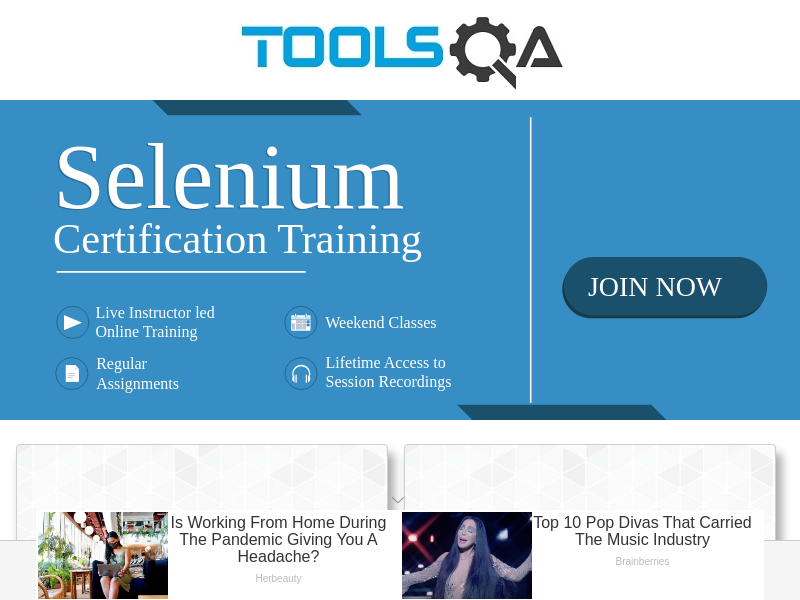 TOOLSQA
Selenium
Certification Training
JOIN NOW
Live Instructor led
Online Training
Weekend Classes
Regular
Assignments
Lifetime Access to
Session Recordings
Is Working From Home During
The Pandemic Giving You A
Headache?
Herbeauty
Top 10 Pop Divas That Carried
The Music Industry
Brainberries